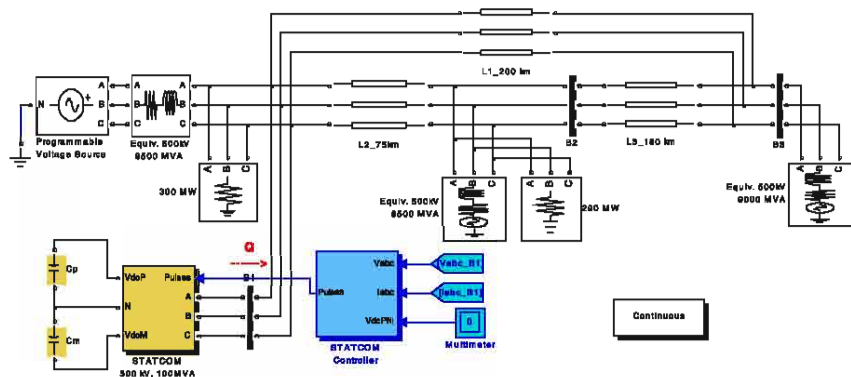 L1_200 km
A
B
C
N
+
A
B
C
A
B
C
Programmable
Voltage Source
Equiv. 500kV
8500 MVA
L2_75km
B2
L3_180 km
B3
A
B
C
300 MW
A
B
C
Equiv. 500kV
6500 MVA
A
B
C
200 MW
A
B
C
Equiv. 500kV
9000 MVA
Q
B1
Cp
Cm
VdcP
N
VdcM
Pulses
A
B
C
STATCOM
500 kV, 100MVA
Pulses
Vabc
Iabc
VdcPM
STATCOM
Controller
[Vabc_B1]
[Iabc_B1]
0
Multimeter
Continuous